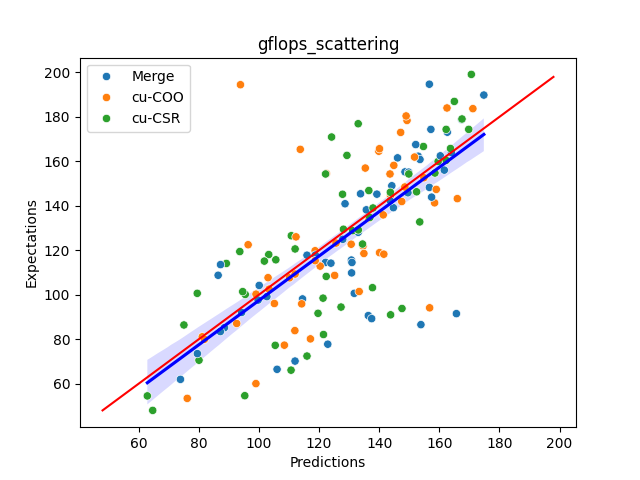 gflops_scattering
Merge
cu-COO
cu-CSR
200
180
160
140
120
100
80
60
Expectations
60 80 100 120 140 160 180 200
Predictions